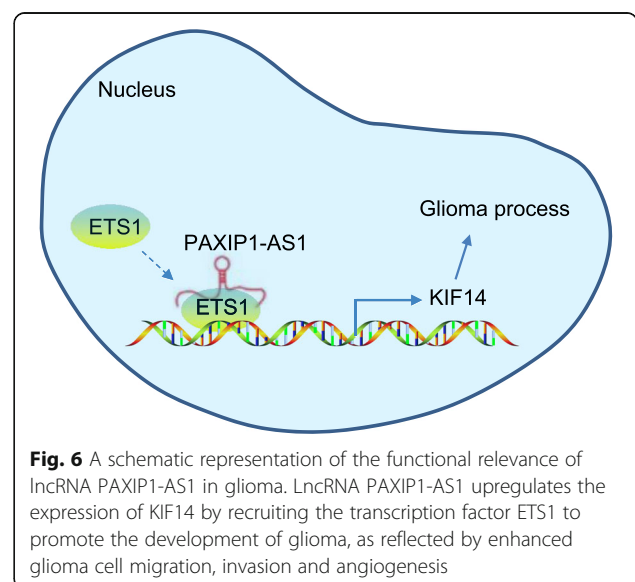 Nucleus
Glioma process
ETS1
PAXIP1-AS1
ETS1
KIF14
Fig. 6 A schematic representation of the functional relevance of
lncRNA PAXIP1-AS1 in glioma. LncRNA PAXIP1-AS1 upregulates the
expression of KIF14 by recruiting the transcription factor ETS1 to
promote the development of glioma, as reflected by enhanced
glioma cell migration, invasion and angiogenesis